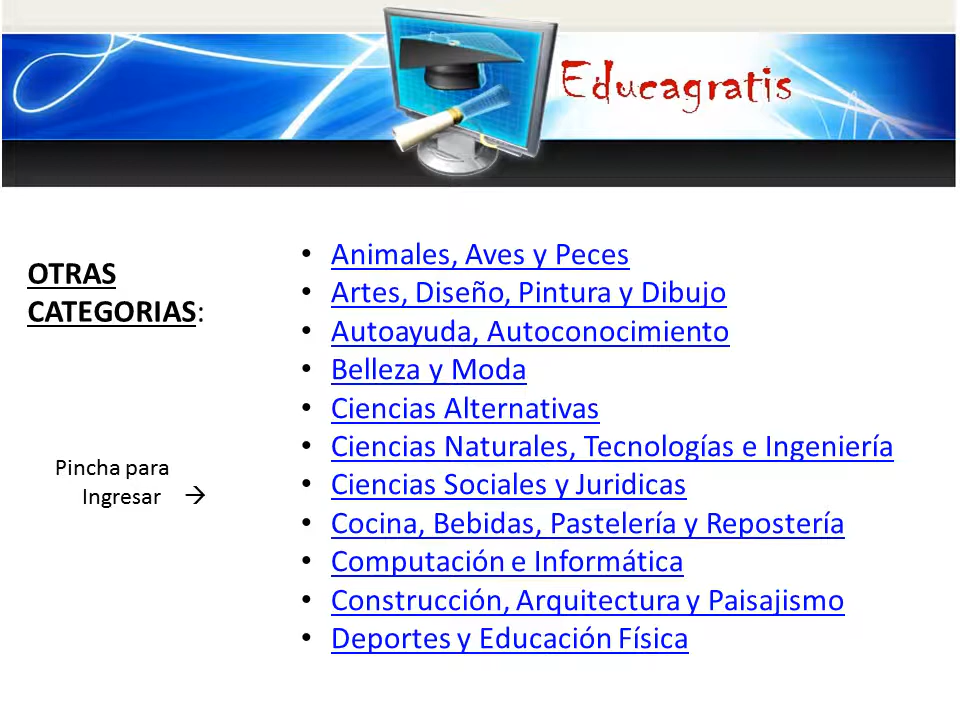 Educagratis
OTRAS
CATEGORIAS:
Pincha para
Ingresar →
• Animales, Aves y Peces
• Artes, Diseño, Pintura y Dibujo
• Autoayuda, Autoconocimiento
• Belleza y Moda
• Ciencias Alternativas
• Ciencias Naturales, Tecnologías e Ingeniería
• Ciencias Sociales y Juridicas
• Cocina, Bebidas, Pastelería y Repostería
• Computación e Informática
• Construcción, Arquitectura y Paisajismo
• Deportes y Educación Física